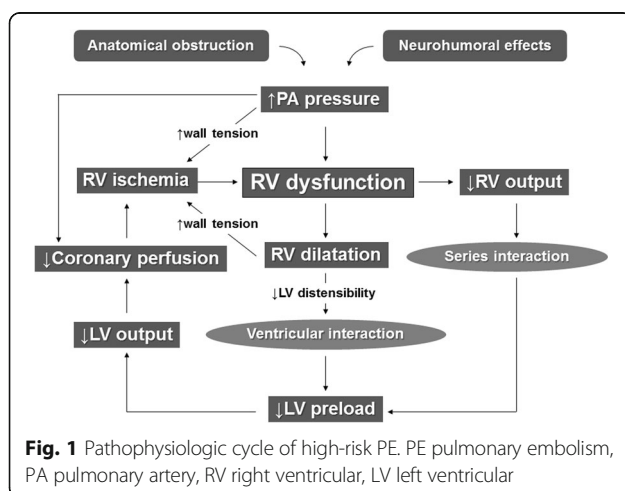 Anatomical obstruction
Neurohumoral effects
↑PA pressure
↑wall tension
RV ischemia
RV dysfunction
↓RV output
↑wall tension
↓Coronary perfusion
RV dilatation
Series interaction
↓LV distensibility
↓LV output
Ventricular interaction
↓LV preload
Fig. 1 Pathophysiologic cycle of high-risk PE. PE pulmonary embolism,
PA pulmonary artery, RV right ventricular, LV left ventricular